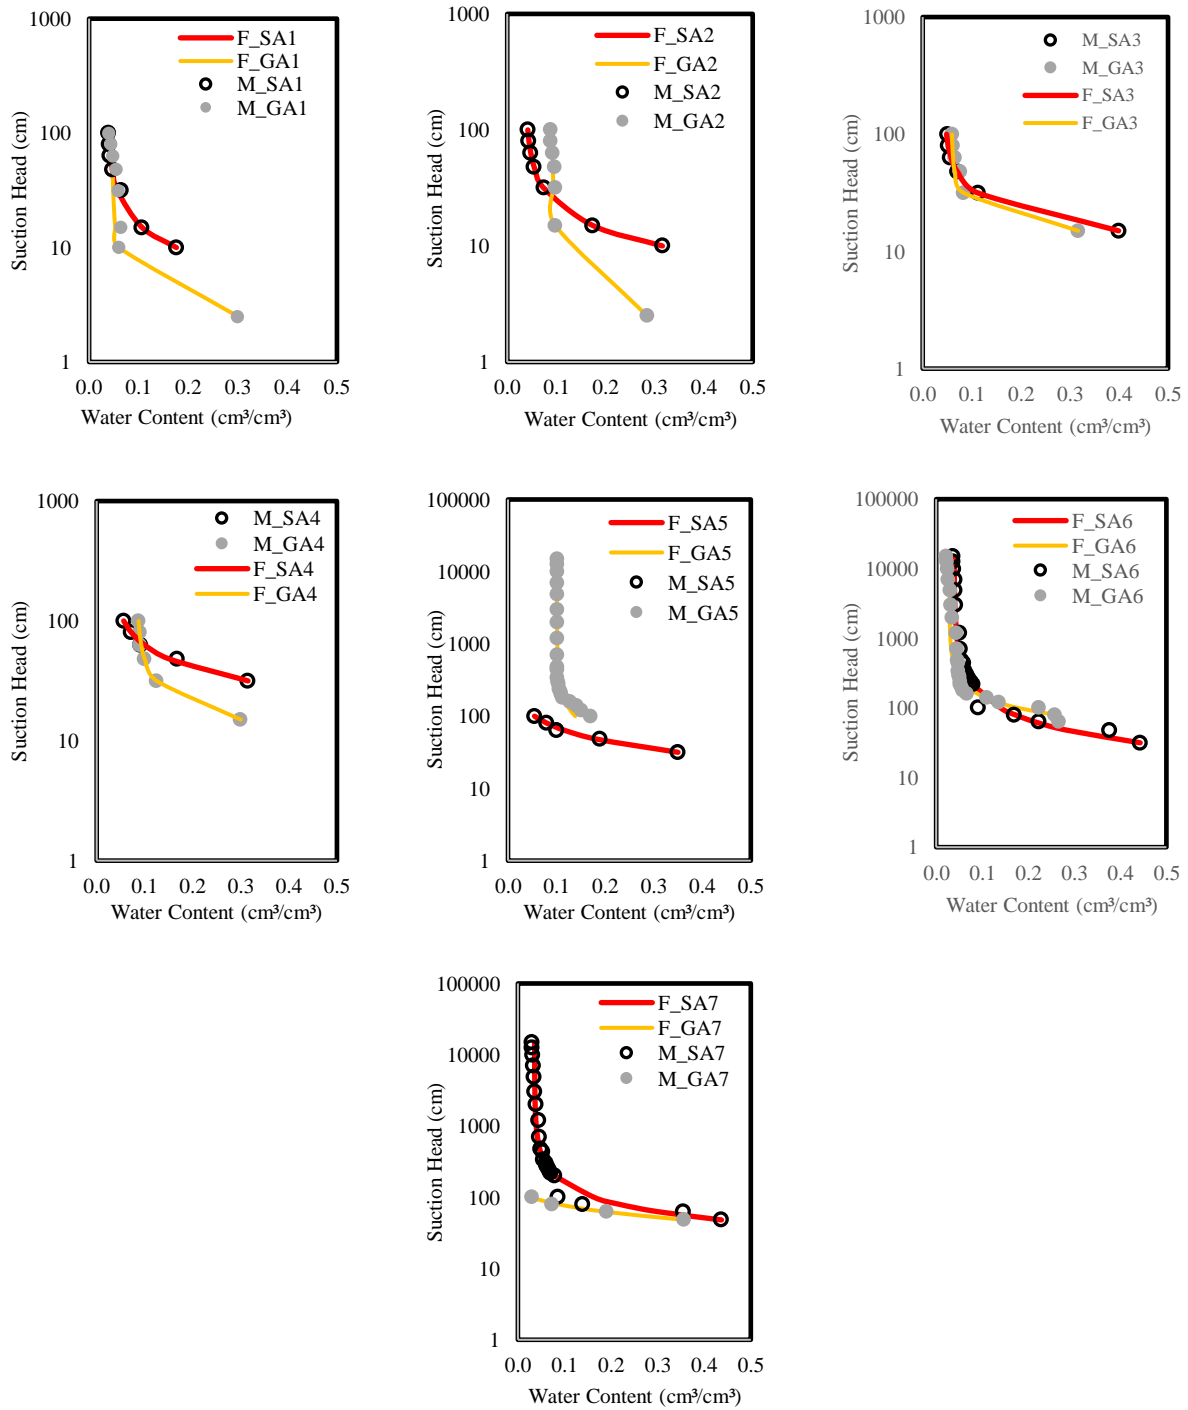 1000
100
10
1
Suction Head (cm)
F_SA1
F_GA1
M_SA1
M_GA1
0.0 0.1 0.2 0.3 0.4 0.5
Water Content (cm³/cm³)
1000
100
10
1
Suction Head (cm)
F_SA2
F_GA2
M_SA2
M_GA2
0.0 0.1 0.2 0.3 0.4 0.5
Water Content (cm³/cm³)
1000
100
10
1
Suction Head (cm)
M_SA3
M_GA3
F_SA3
F_GA3
0.0 0.1 0.2 0.3 0.4 0.5
Water Content (cm³/cm³)
1000
100
10
1
Suction Head (cm)
M_SA4
M_GA4
F_SA4
F_GA4
0.0 0.1 0.2 0.3 0.4 0.5
Water Content (cm³/cm³)
100000
10000
1000
100
10
1
Suction Head (cm)
F_SA5
F_GA5
M_SA5
M_GA5
0.0 0.1 0.2 0.3 0.4 0.5
Water Content (cm³/cm³)
100000
10000
1000
100
10
1
Suction Head (cm)
F_SA6
F_GA6
M_SA6
M_GA6
0.0 0.1 0.2 0.3 0.4 0.5
Water Content (cm³/cm³)
100000
10000
1000
100
10
1
Suction Head (cm)
F_SA7
F_GA7
M_SA7
M_GA7
0.0 0.1 0.2 0.3 0.4 0.5
Water Content (cm³/cm³)